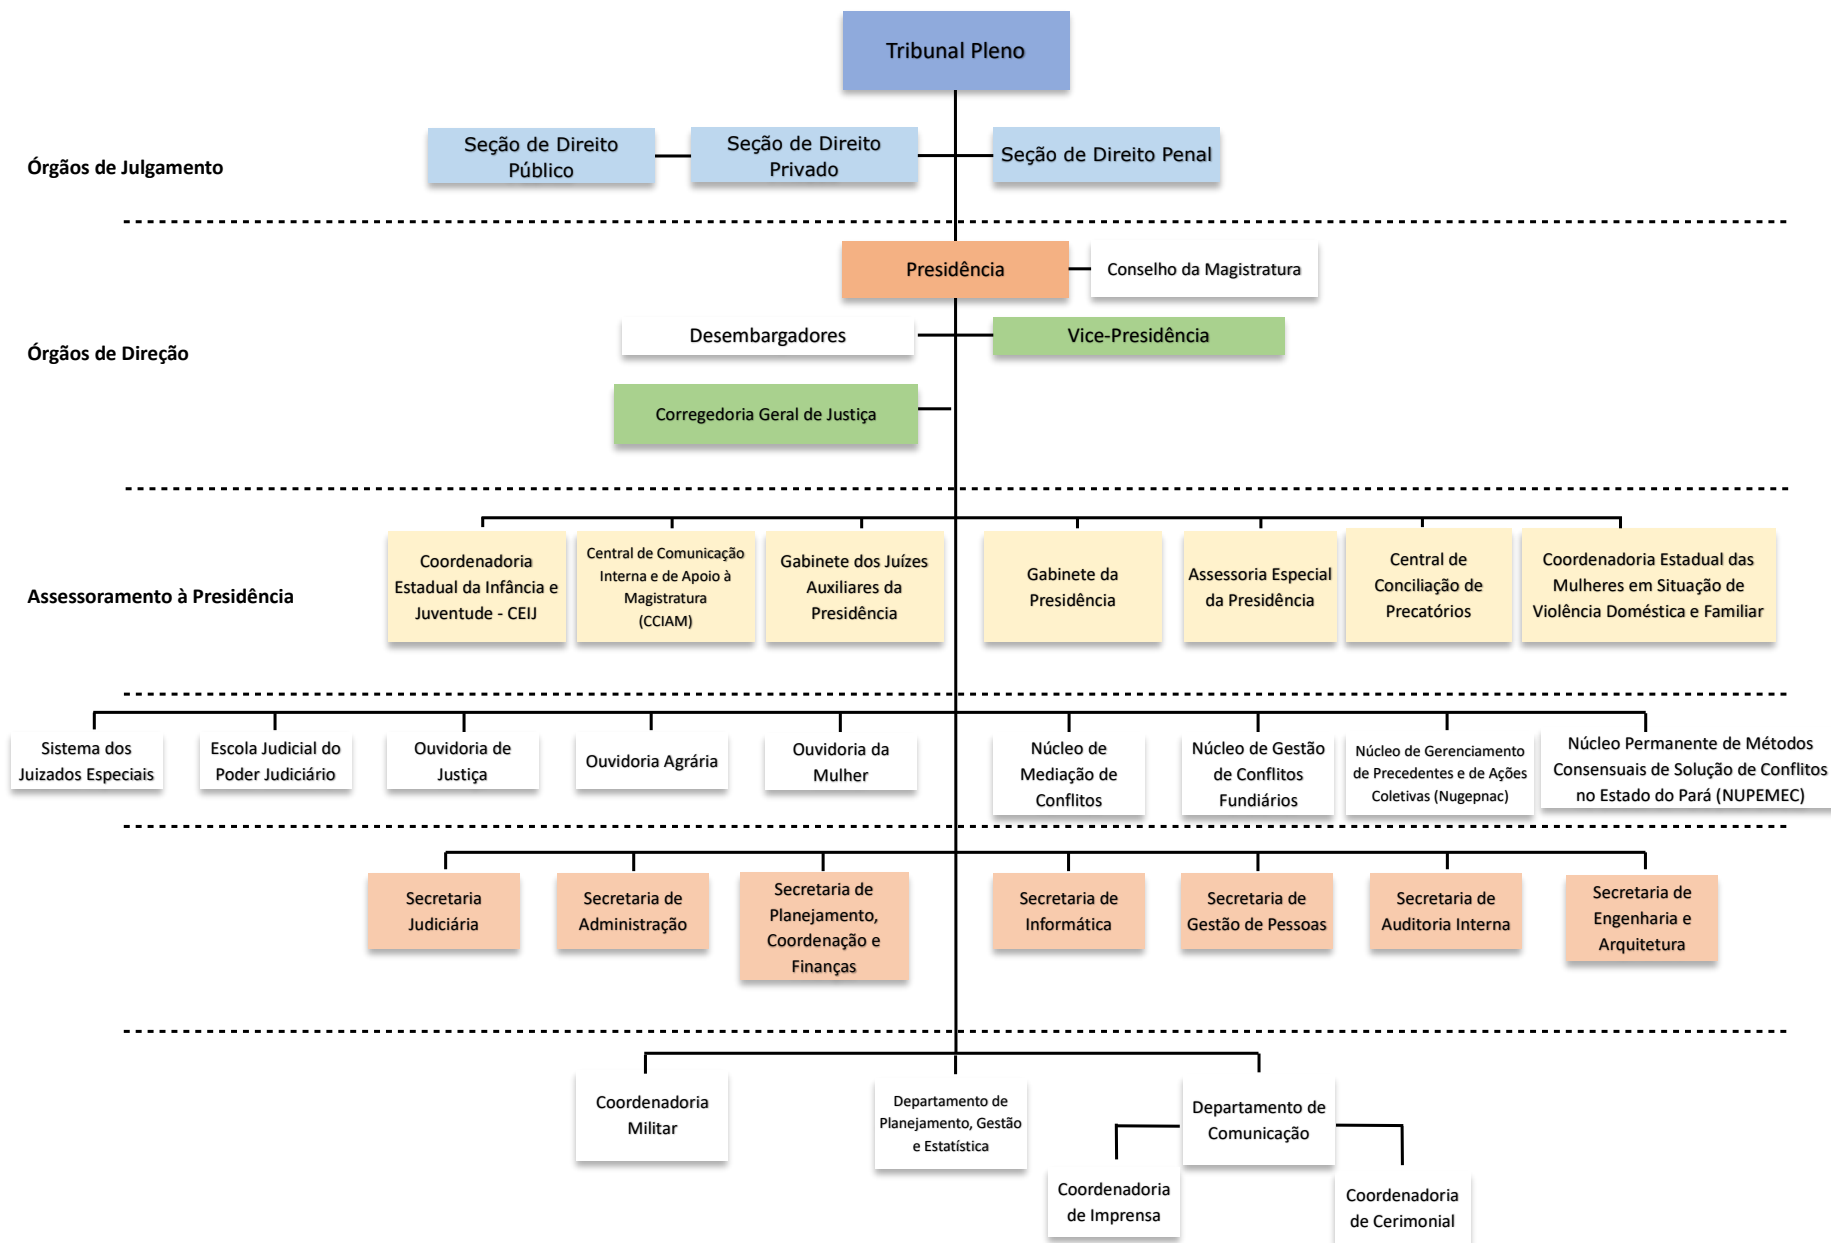 Tribunal Pleno
Órgãos de Julgamento
Seção de Direito
Público
Seção de Direito
Privado
Seção de Direito Penal
Órgãos de Direção
Presidência
Conselho da Magistratura
Desembargadores
Vice-Presidência
Corregedoria Geral de Justiça
Assessoramento à Presidência
Coordenadoria
Estadual da Infância e
Juventude - CEIJ
Central de Comunicação
Interna e de Apoio à
Magistratura
(CCIAM)
Gabinete dos Juízes
Auxiliares da
Presidência
Gabinete da
Presidência
Assessoria Especial
da Presidência
Central de
Conciliação de
Precatórios
Coordenadoria Estadual das
Mulheres em Situação de
Violência Doméstica e Familiar
Sistema dos
Juizados Especiais
Escola Judicial do
Poder Judiciário
Ouvidoria de
Justiça
Ouvidoria Agrária
Ouvidoria da
Mulher
Núcleo de
Mediação de
Conflitos
Núcleo de Gestão
de Conflitos
Fundiários
Núcleo de Gerenciamento
de Precedentes e de Ações
Coletivas (Nugepnac)
Núcleo Permanente de Métodos
Consensuais de Solução de Conflitos
no Estado do Pará (NUPEMEC)
Secretaria
Judiciária
Secretaria de
Administração
Secretaria de
Planejamento,
Coordenação e
Finanças
Secretaria de
Informática
Secretaria de
Gestão de Pessoas
Secretaria de
Auditoria Interna
Secretaria de
Engenharia e
Arquitetura
Coordenadoria
Militar
Departamento de
Planejamento, Gestão
e Estatística
Departamento de
Comunicação
Coordenadoria
de Imprensa
Coordenadoria
de Cerimonial